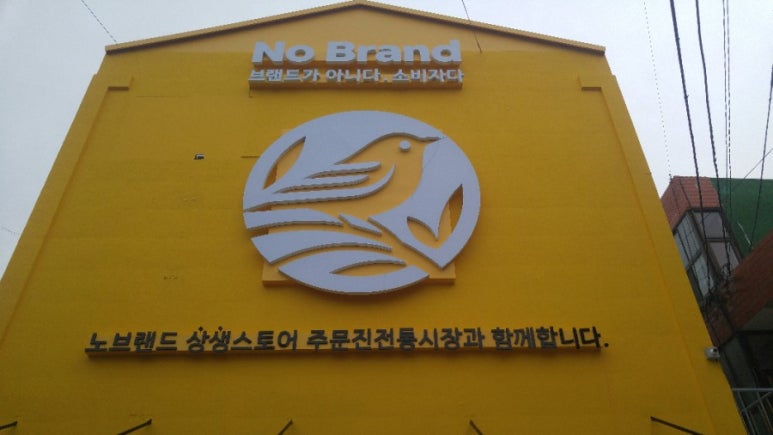 No Brand
브랜드가 아니다. 소비자다
노브랜드 상생스토어 주문진전통시장과 함께합니다.